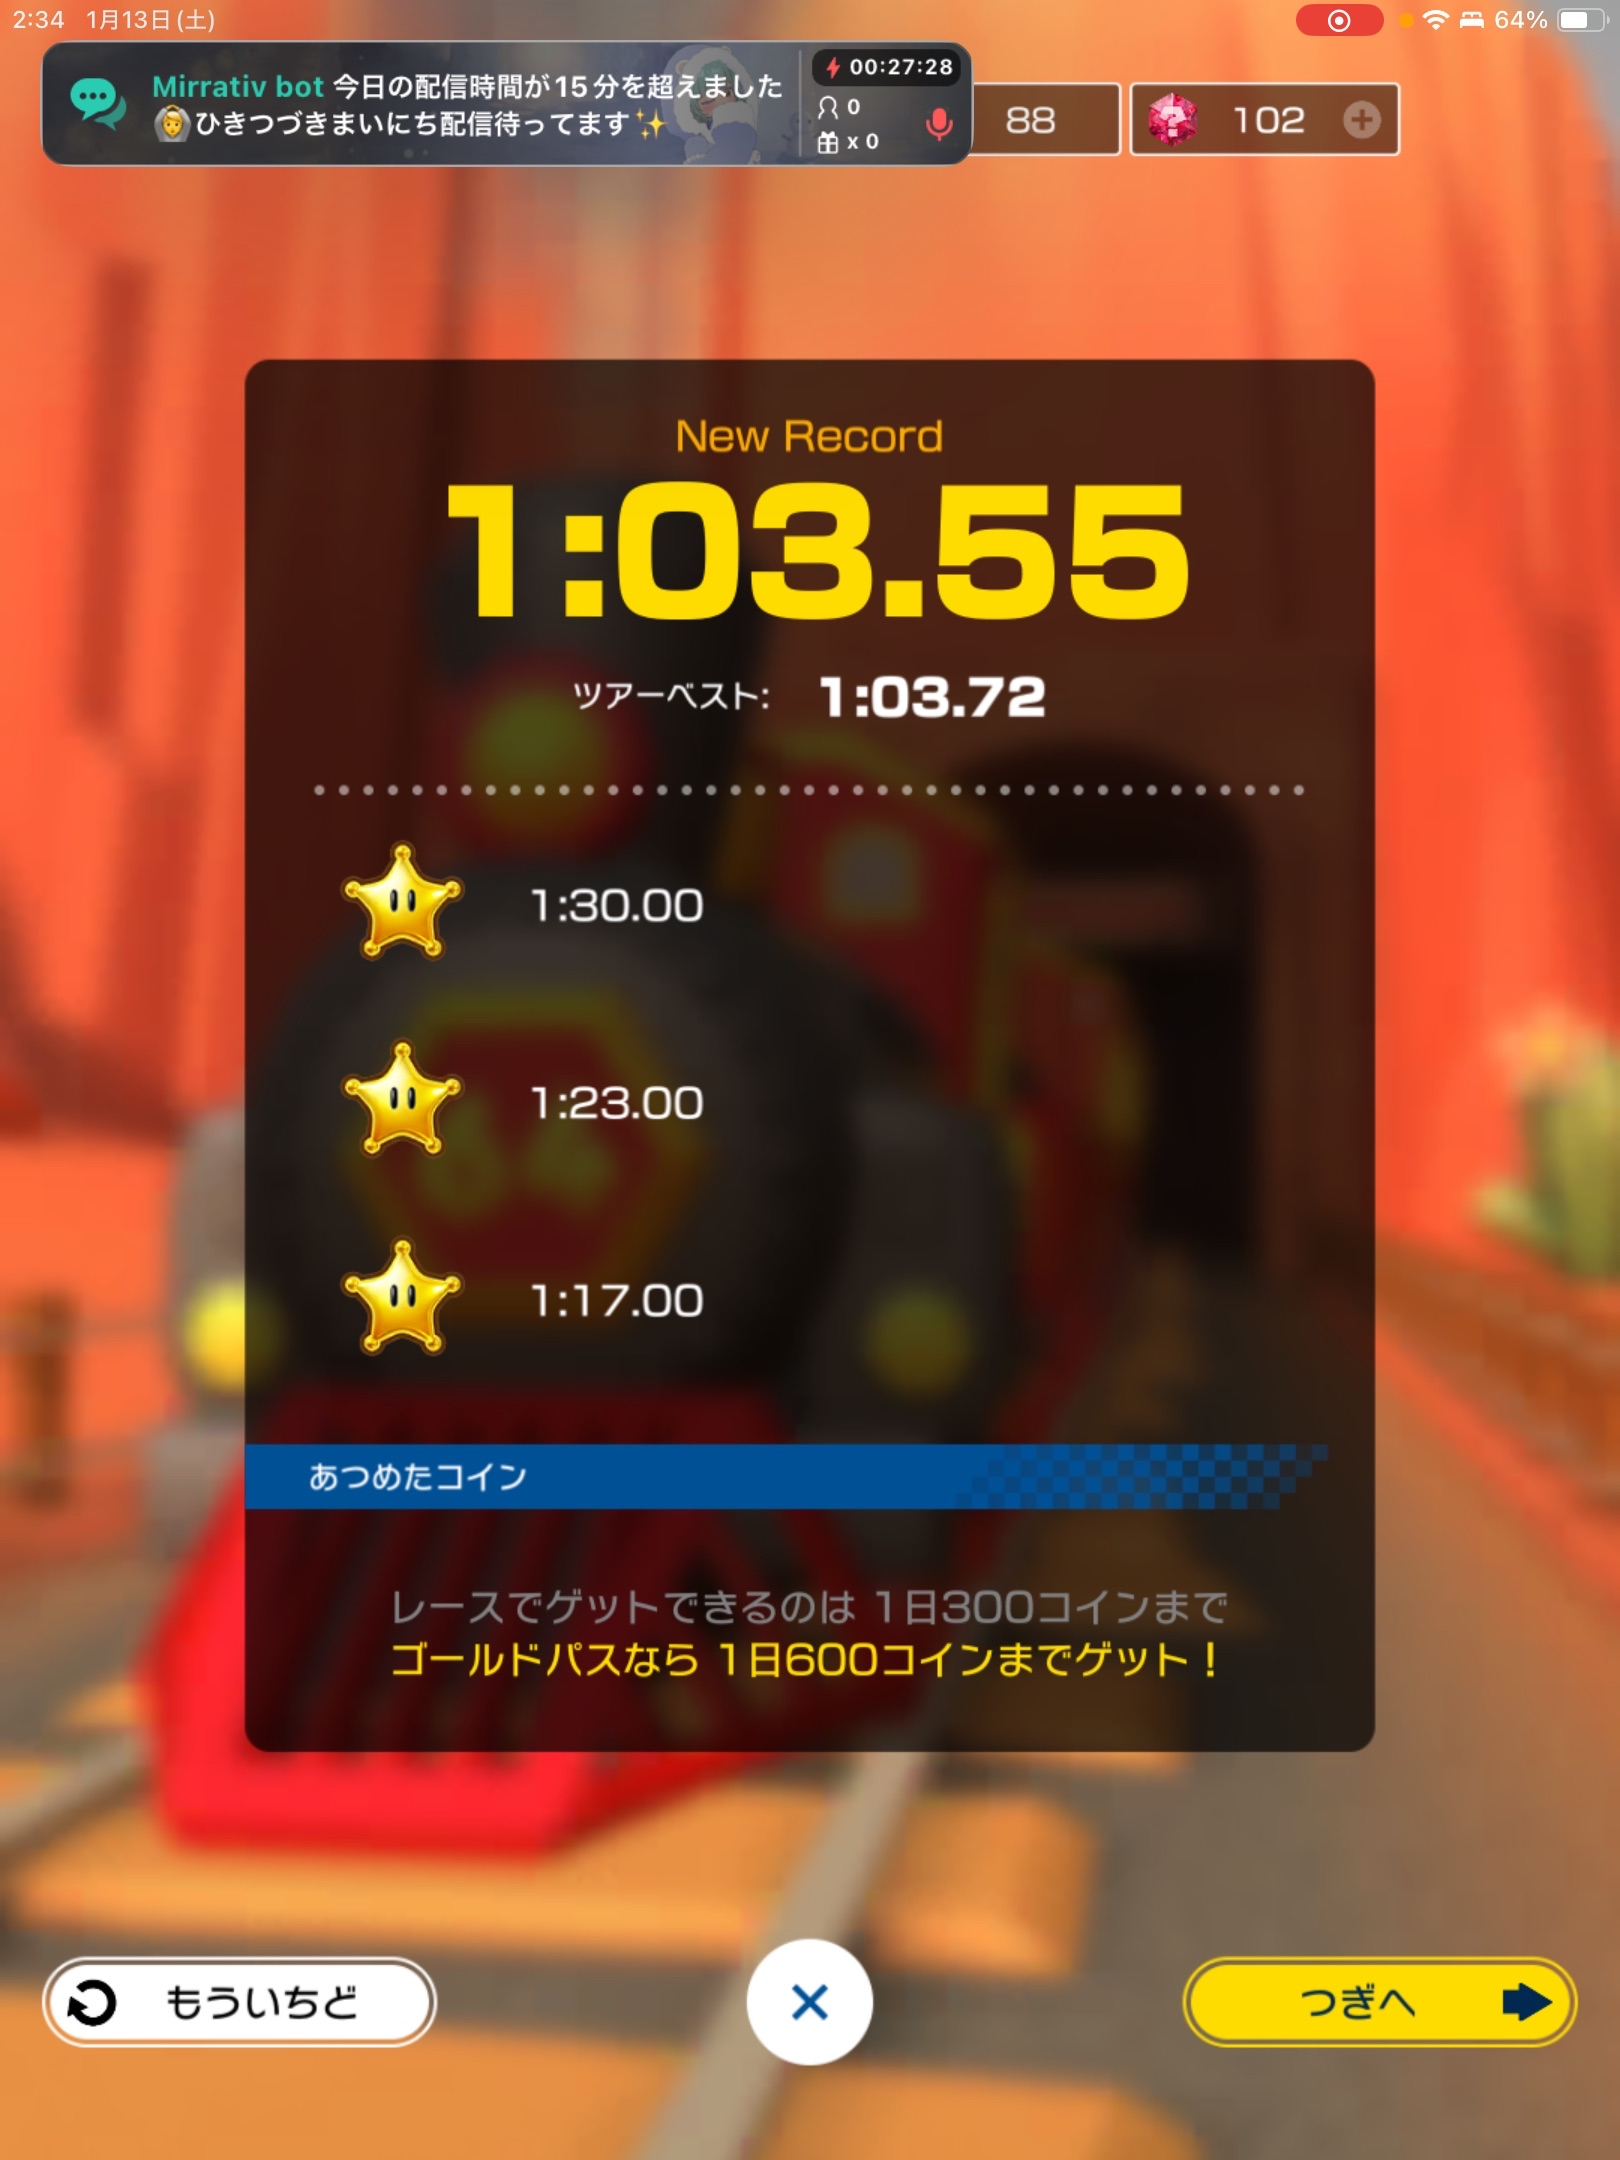 2:34 1月13日(土)
64%
Mirrativ bot 今日の配信時間が15分を超えました
🙆ひきつづきまいにち配信待ってます✨
00:27:28
0
x 0
88
102
New Record
1:03.55
ツアーベスト: 1:03.72
1:30.00
1:23.00
64
1:17.00
あつめたコイン
レースでゲットできるのは 1日300コインまで
ゴールドパスなら 1日600コインまでゲット！
もういちど
つぎへ